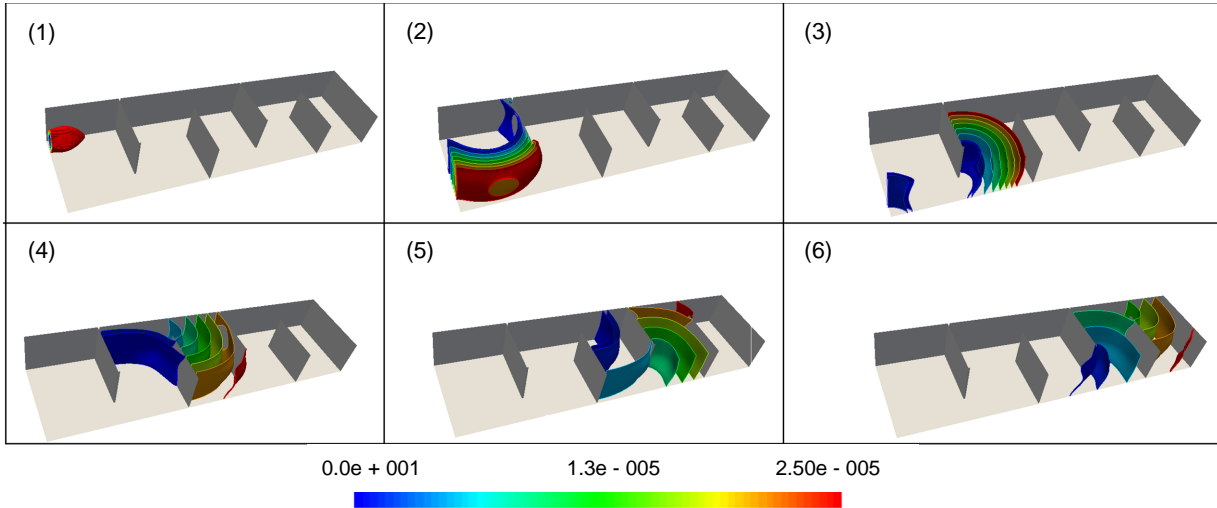 (1)
(2)
(3)
(4)
(5)
(6)
0.0e + 001
1.3e - 005
2.50e - 005